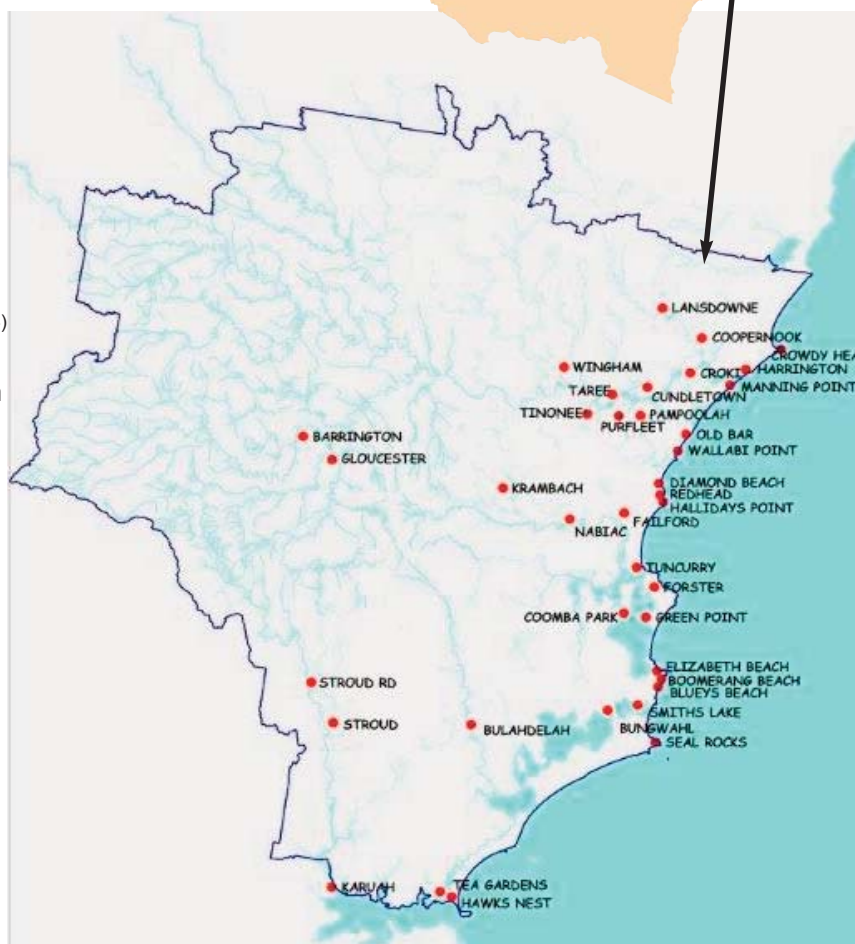 LANSDOWNE
COOPERNOOK
CROWDY HEA
WINGHAM
CROKI
HARRINGTON
TAREE
CUNDLETOWN
MANNING POINT
TINONEE
PAMPOOLAH
PURFLEET
OLD BAR
BARRINGTON
WALLABI POINT
GLOUCESTER
DIAMOND BEACH
KRAMBACH
REDHEAD
HALLIDAYS POINT
FAILFORD
NABIAC
TUNCURRY
FORSTER
COOMBA PARK
GREEN POINT
ELIZABETH BEACH
STROUD RD
BOOMERANG BEACH
BLUEYS BEACH
SMITHS LAKE
STROUD
BULAHDELAH
BUNGWAHL
SEAL ROCKS
KARUAH
TEA GARDENS
HAWKS NEST
)